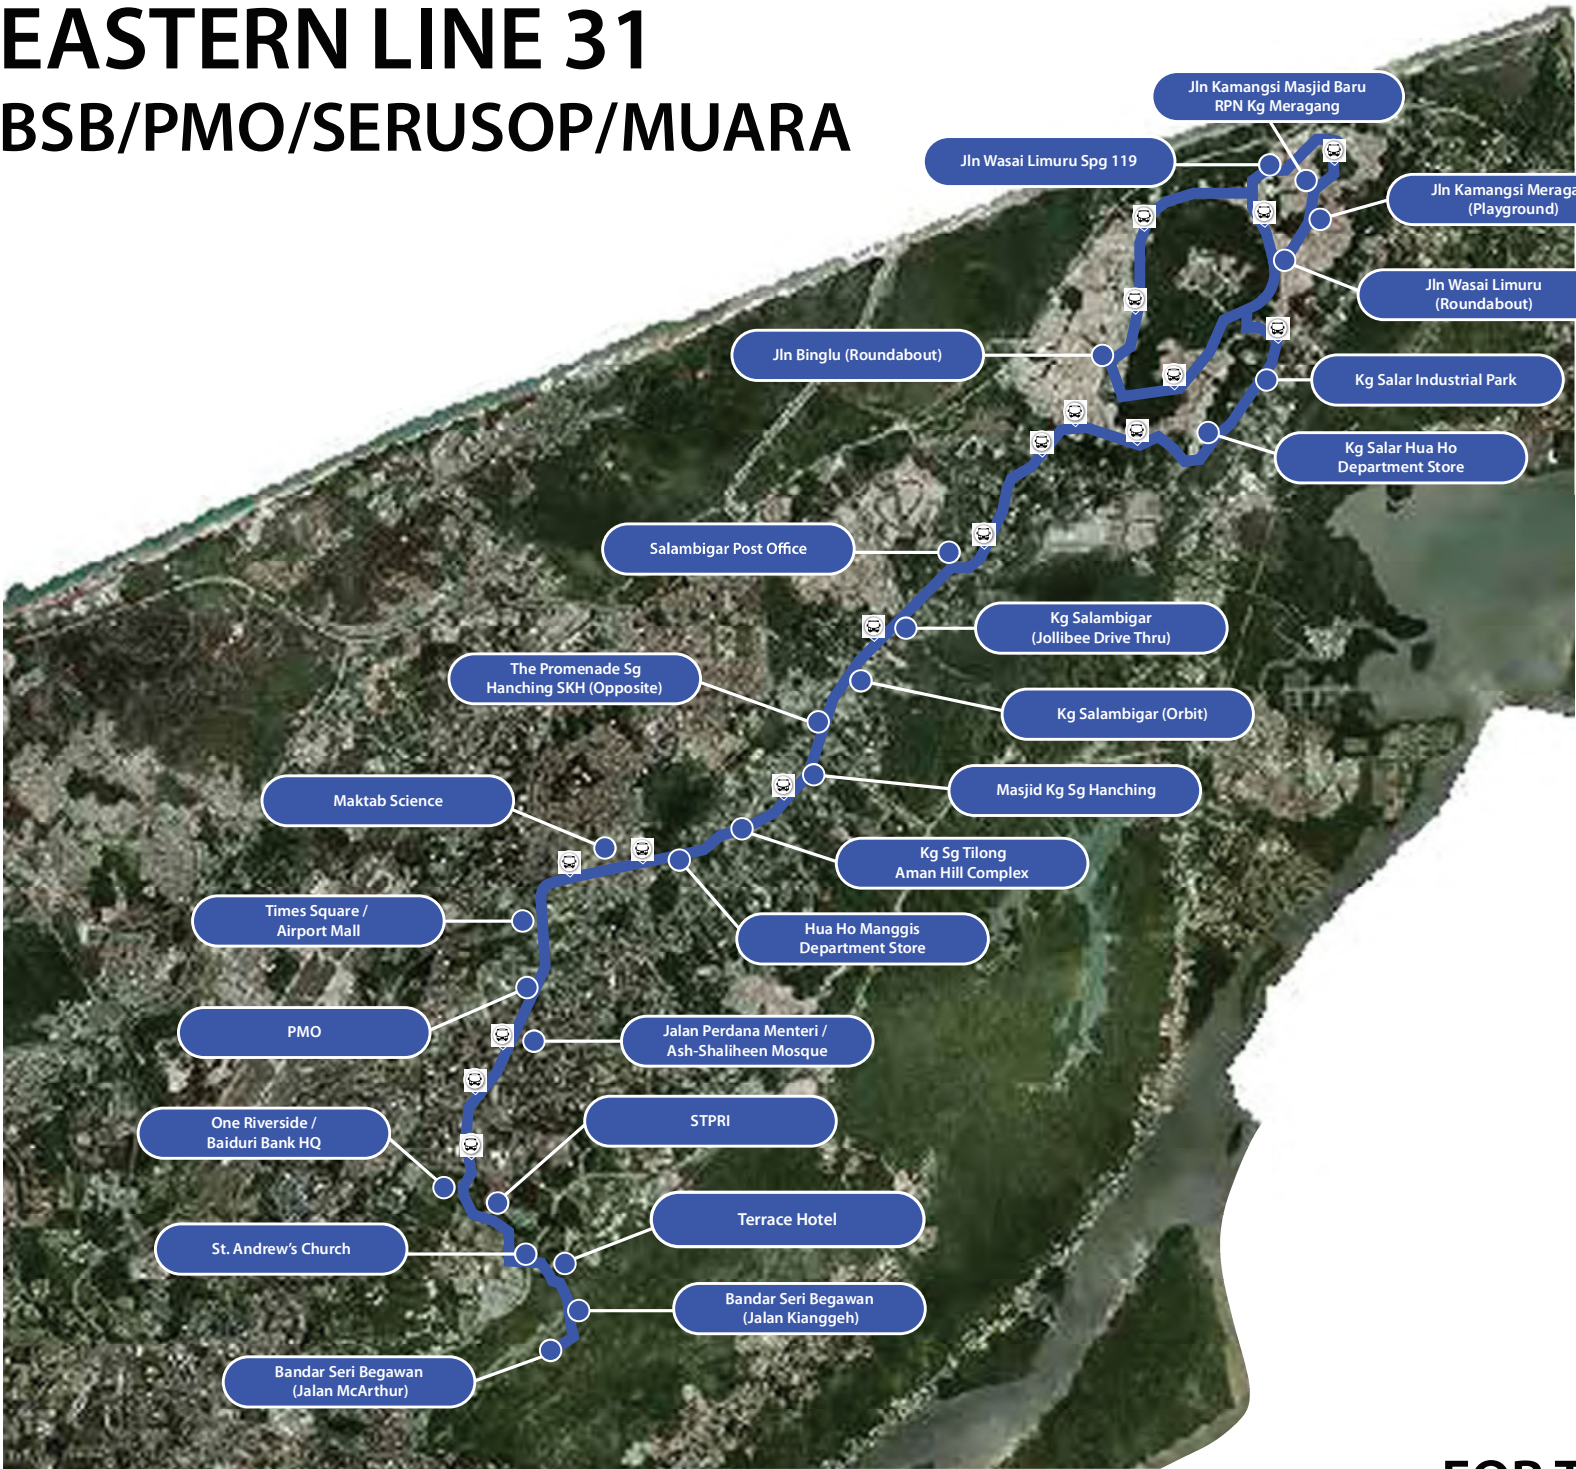 EASTERN LINE 31
BSB/PMO/SERUSOP/MUARA
Jln Kamangsi Masjid Baru
RPN Kg Meragang
Jln Wasai Limuru Spg 119
Jln Kamangsi
(Playground)
Jln Wasai Limuru
(Roundabout)
Jln Binglu (Roundabout)
Kg Salar Industrial Park
Kg Salar Hua Ho
Department Store
Salambigar Post Office
Kg Salambigar
(Jollibee Drive Thru)
The Promenade Sg
Hanching SKH (Opposite)
Kg Salambigar (Orbit)
Masjid Kg Sg Hanching
Maktab Science
Kg Sg Tilong
Aman Hill Complex
Times Square /
Airport Mall
Hua Ho Manggis
Department Store
PMO
Jalan Perdana Menteri /
Ash-Shaliheen Mosque
One Riverside /
Baiduri Bank HQ
STPRI
Terrace Hotel
St. Andrew's Church
Bandar Seri Begawan
(Jalan Kianggeh)
Bandar Seri Begawan
(Jalan McArthur)